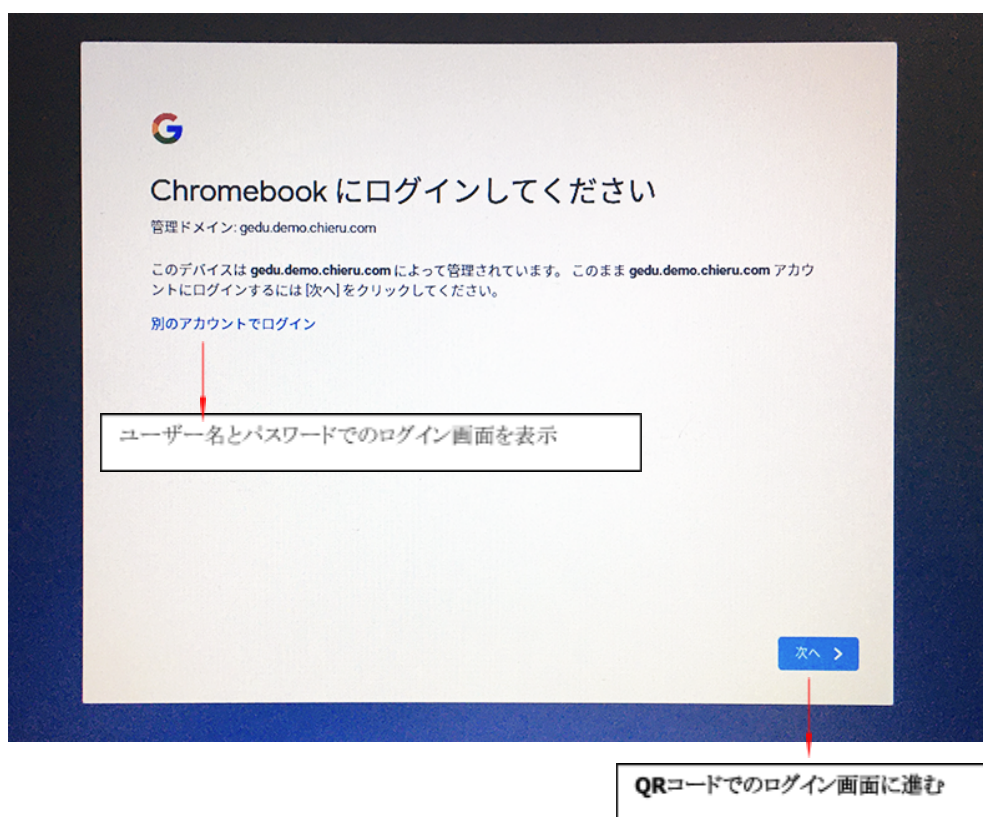 Chromebook にログインしてください
管理ドメイン: gedu.demo.chieru.com
このデバイスは gedu.demo.chieru.com によって管理されています。 このまま gedu.demo.chieru.com アカウ
ントにログインするには [次へ] をクリックしてください。
別のアカウントでログイン
ユーザー名とパスワードでのログイン画面を表示
次へ
QRコードでのログイン画面に進む